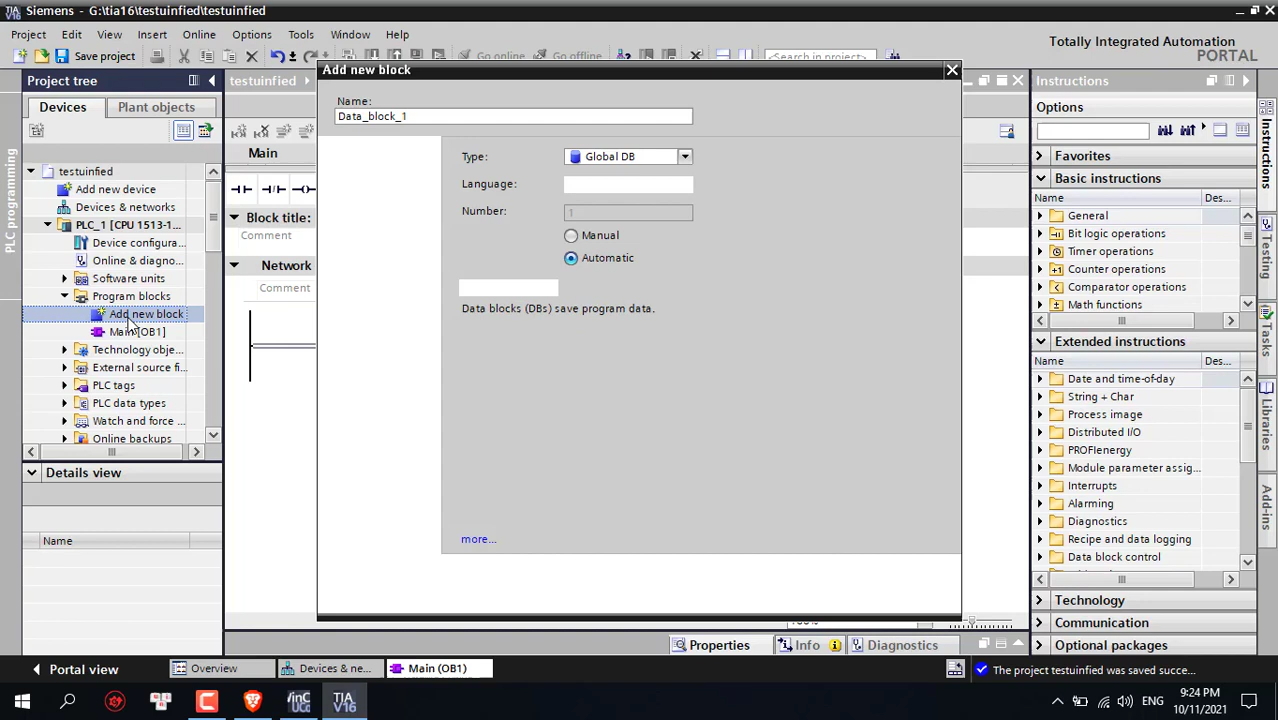 TIA V16 Siemens - G:\tia16\testuinfied\testuinfied
Project Edit View Insert Online Options Tools Window Help
Totally Integrated Automation
PORTAL
Save project Go online Go offline <Search in project>
Project tree
testuinfied
Instructions
Devices Plant objects
Options
Main
testuinfied
Add new device
Devices & networks
PLC_1 [CPU 1513-1...
Device configura...
Online & diagno...
Software units
Program blocks
Add new block
Main [OB1]
Technology obje...
External source fi...
PLC tags
PLC data types
Watch and force ...
Online backups
Details view
Name
PLC programming
Block title:
Comment
Network
Comment
Add new block
Name:
Data_block_1
Type: Global DB
Language:
Number: 1
Manual
Automatic
Data blocks (DBs) save program data.
more...
Favorites
Basic instructions
Name Des...
General
Bit logic operations
Timer operations
Counter operations
Comparator operations
Math functions
Extended instructions
Name Des...
Date and time-of-day
String + Char
Process image
Distributed I/O
PROFIenergy
Module parameter assig...
Interrupts
Alarming
Diagnostics
Recipe and data logging
Data block control
Technology
Communication
Optional packages
Instructions
Testing
Tasks
Libraries
Add-ins
Properties Info Diagnostics
Portal view Overview Devices & ne... Main (OB1) The project testuinfied was saved succe...
TIA V16
ENG
9:24 PM
10/11/2021